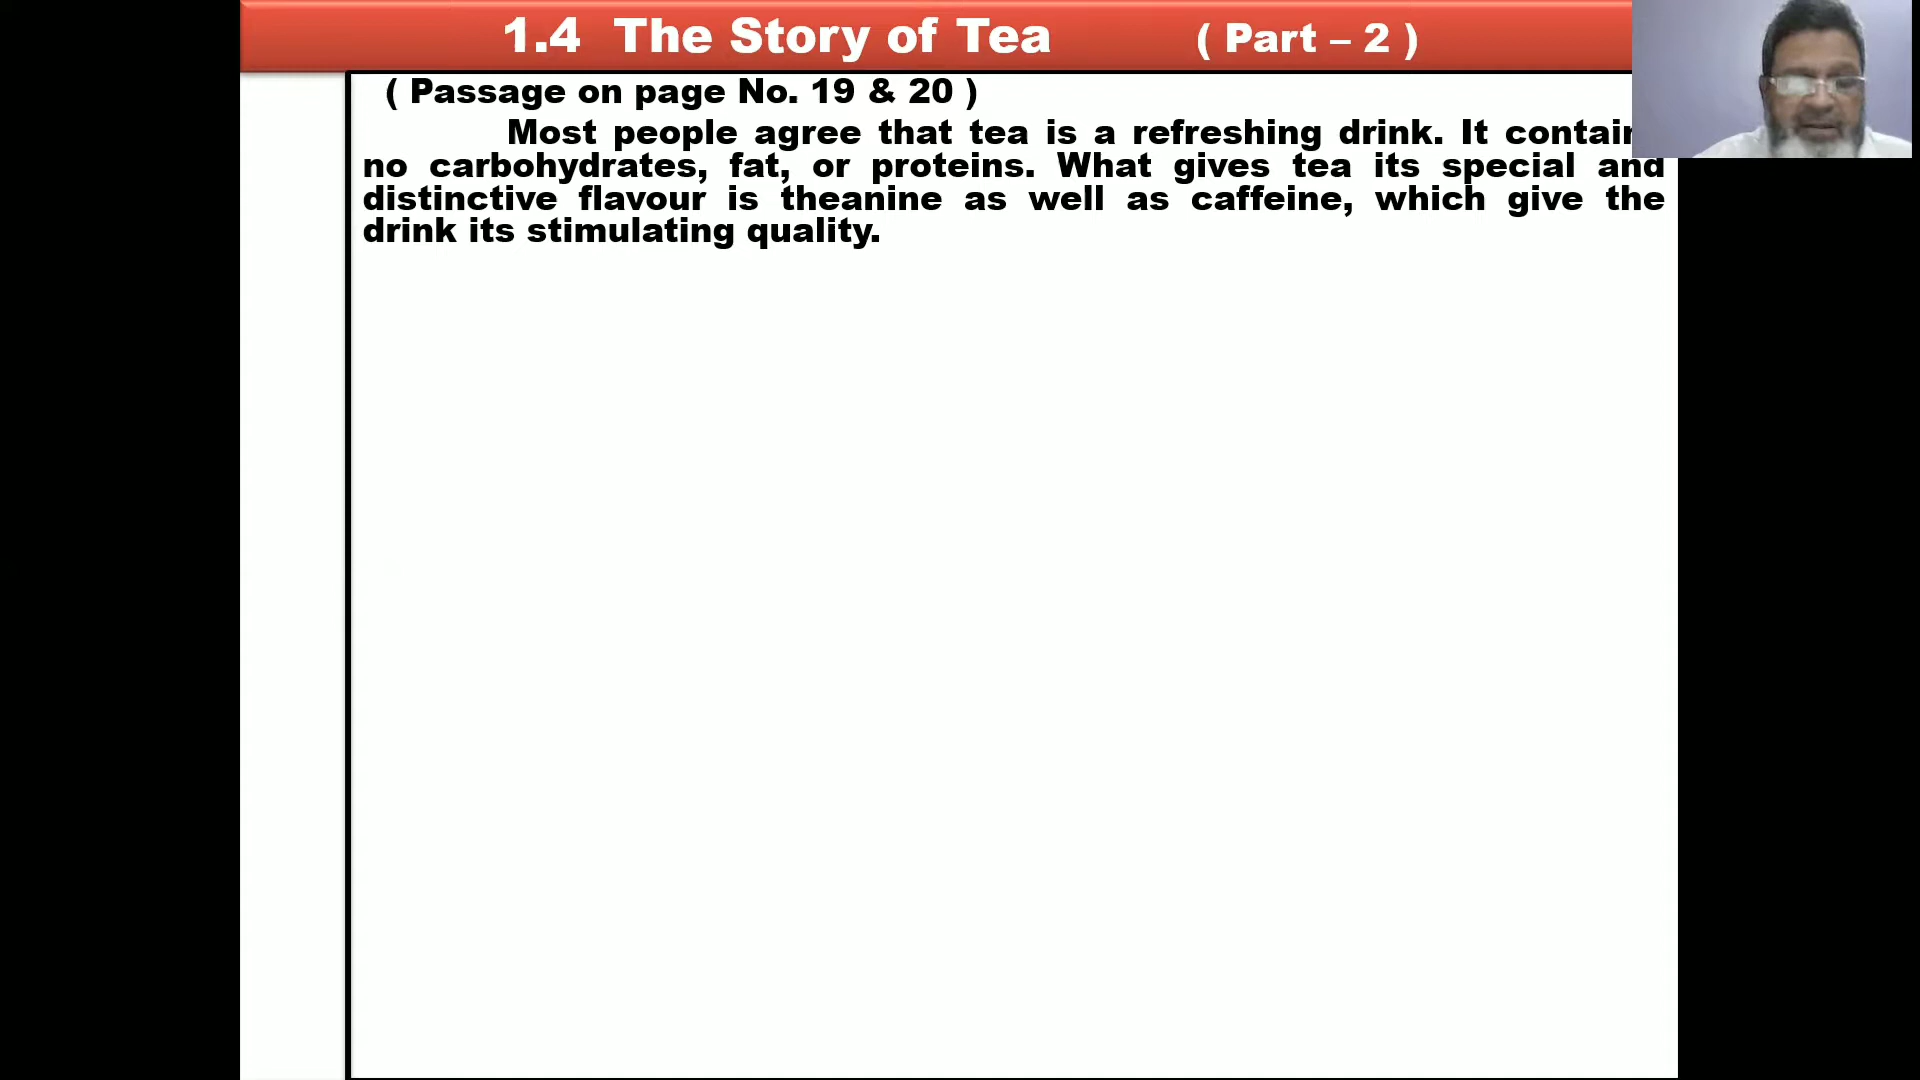 1.4 The Story of Tea ( Part – 2 )
( Passage on page No. 19 & 20 )
Most people agree that tea is a refreshing drink. It contain
no carbohydrates, fat, or proteins. What gives tea its special and
distinctive flavour is theanine as well as caffeine, which give the
drink its stimulating quality.